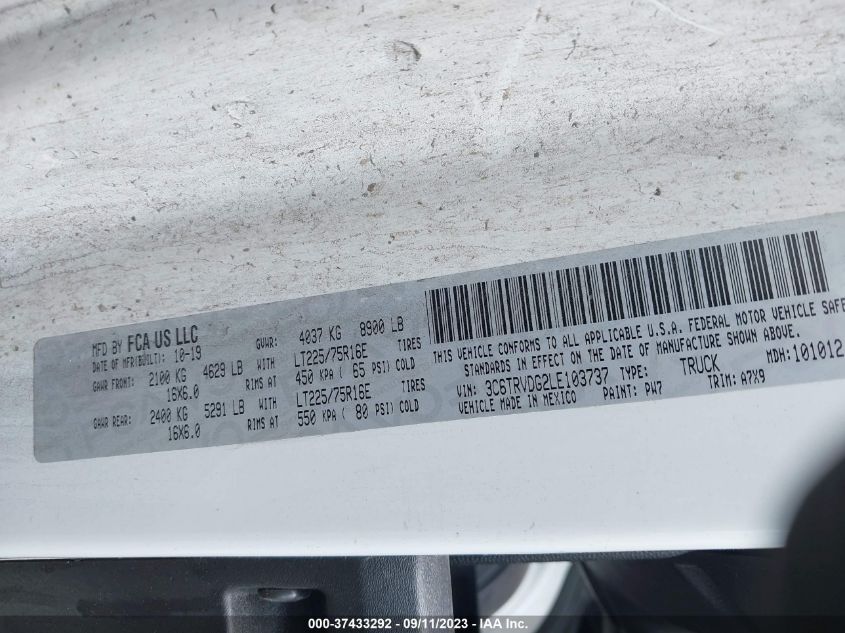 MFD BY FCA US LLC
DATE OF MFR(BUILT): 10-19
GVWR: 4037 KG 8900 LB
GAWR FRONT: 2100 KG 4629 LB WITH LT225/75R16E TIRES
16X6.0 RIMS AT 450 KPA ( 65 PSI) COLD
GAWR REAR: 2400 KG 5291 LB WITH LT225/75R16E TIRES
16X6.0 RIMS AT 550 KPA ( 80 PSI) COLD
THIS VEHICLE CONFORMS TO ALL APPLICABLE U.S.A. FEDERAL MOTOR VEHICLE SAFE
STANDARDS IN EFFECT ON THE DATE OF MANUFACTURE SHOWN ABOVE.
VIN: 3C6TRVDG2LE103737 TYPE: TRUCK MDH:101012
VEHICLE MADE IN MEXICO PAINT: PW7 TRIM: A7X9
000-37433292 - 09/11/2023 - IAA Inc.